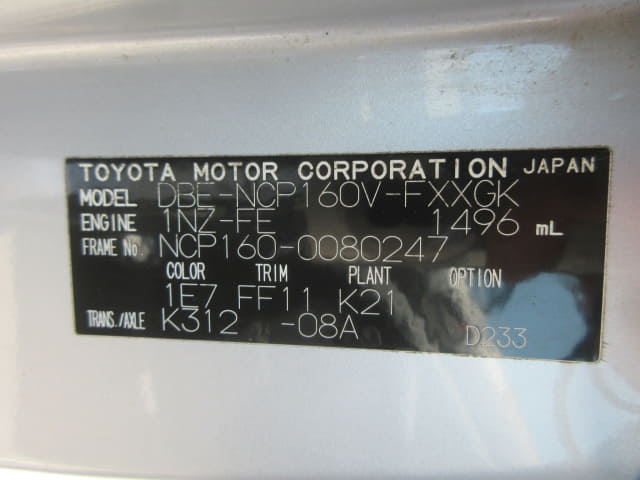 TOYOTA MOTOR CORPORATION JAPAN
MODEL DBE-NCP160V-FXXGK
ENGINE 1NZ-FE 1496 mL
FRAME No. NCP160-0080247
COLOR TRIM PLANT OPTION
1E7 FF11 K21
TRANS./AXLE K312 -08A D233